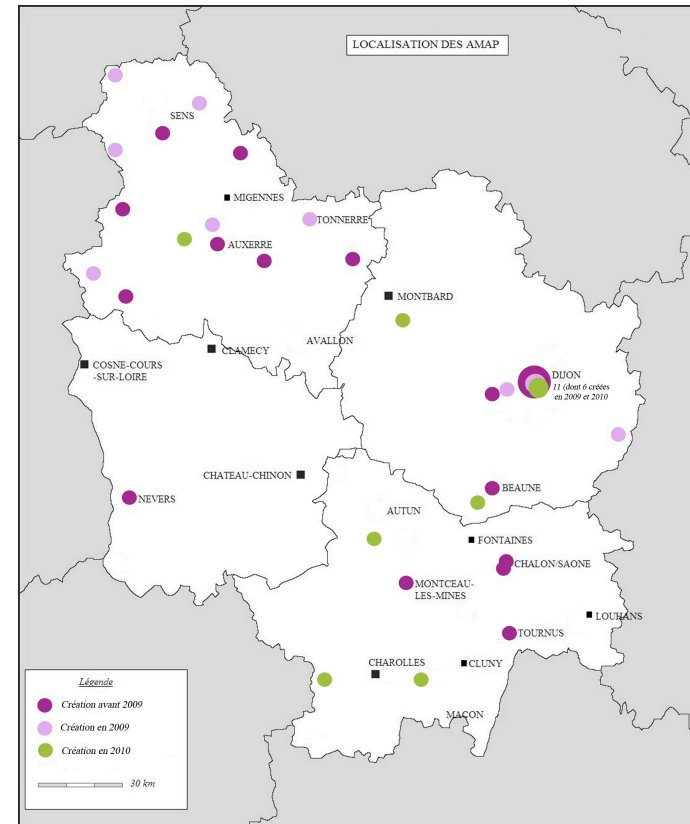 LOCALISATION DES AMAP
SENS
MIGENNES
TONNERRE
AUXERRE
MONTBARD
AVALLON
CLAMECY
COSNE-COURS
-SUR-LOIRE
DIJON
11 (dont 6 créées
en 2009 et 2010
CHATEAU-CHINON
BEAUNE
NEVERS
AUTUN
FONTAINES
CHALON/SAONE
MONTCEAU-
LES-MINES
LOUHANS
TOURNUS
CHAROLLES
CLUNY
MACON
Légende
Création avant 2009
Création en 2009
Création en 2010
30 km